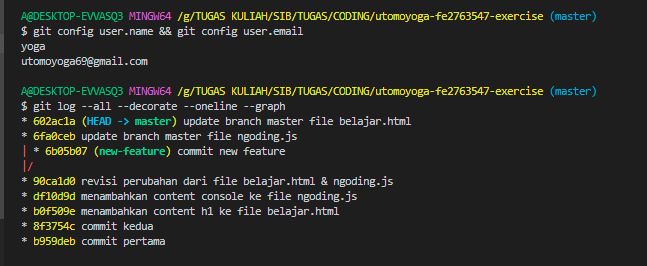 A@DESKTOP-EVVASQ3 MINGW64 /g/TUGAS KULIAH/SIB/TUGAS/CODING/utomoyoga-fe2763547-exercise (master)
$ git config user.name && git config user.email
yoga
utomoyoga69@gmail.com
A@DESKTOP-EVVASQ3 MINGW64 /g/TUGAS KULIAH/SIB/TUGAS/CODING/utomoyoga-fe2763547-exercise (master)
$ git log --all --decorate --oneline --graph
* 602ac1a (HEAD -> master) update branch master file belajar.html
* 6fa0ceb update branch master file ngoding.js
| * 6b05b07 (new-feature) commit new feature
|/
* 90ca1d0 revisi perubahan dari file belajar.html & ngoding.js
* df10d9d menambahkan content console ke file ngoding.js
* b0f509e menambahkan content h1 ke file belajar.html
* 8f3754c commit kedua
* b959deb commit pertama